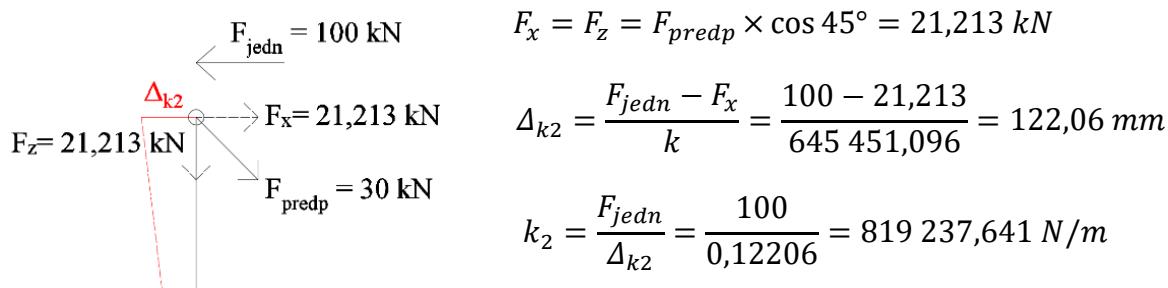 F_jedn = 100 kN
Δ_k2
F_x= 21,213 kN
F_z= 21,213 kN
F_predp = 30 kN
F_x = F_z = F_predp × cos 45° = 21,213 kN
Δ_k2 = (F_jedn − F_x) / k = (100 − 21,213) / 645 451,096 = 122,06 mm
k_2 = F_jedn / Δ_k2 = 100 / 0,12206 = 819 237,641 N/m